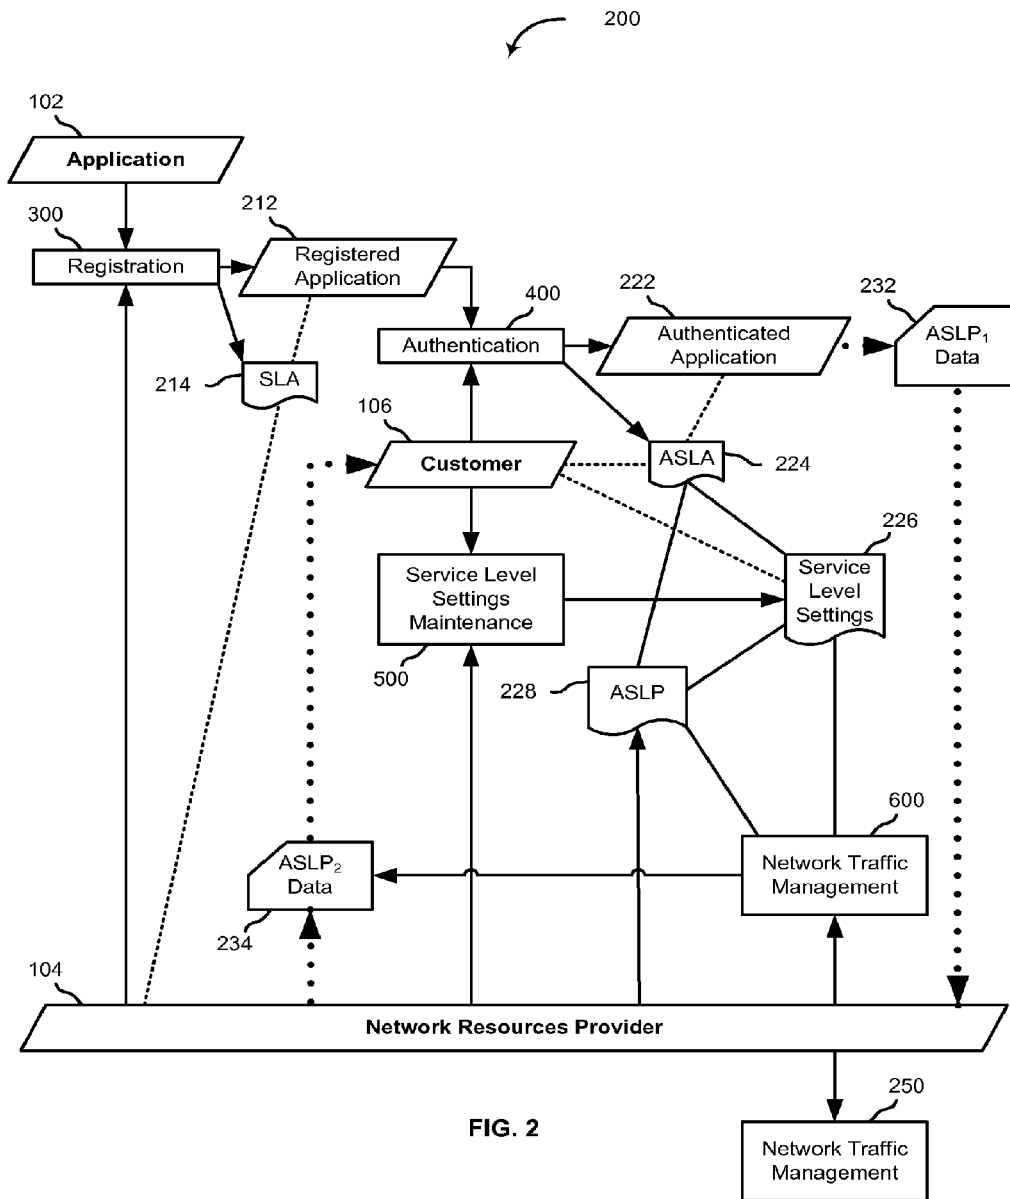 200
102
Application
300
Registration
212
Registered
Application
400
Authentication
222
Authenticated
Application
232
ASLP1
Data
214
SLA
106
Customer
ASLA
224
226
Service
Level
Settings
Service Level
Settings
Maintenance
500
228
ASLP
600
Network Traffic
Management
ASLP2
Data
234
104
Network Resources Provider
250
Network Traffic
Management
FIG. 2